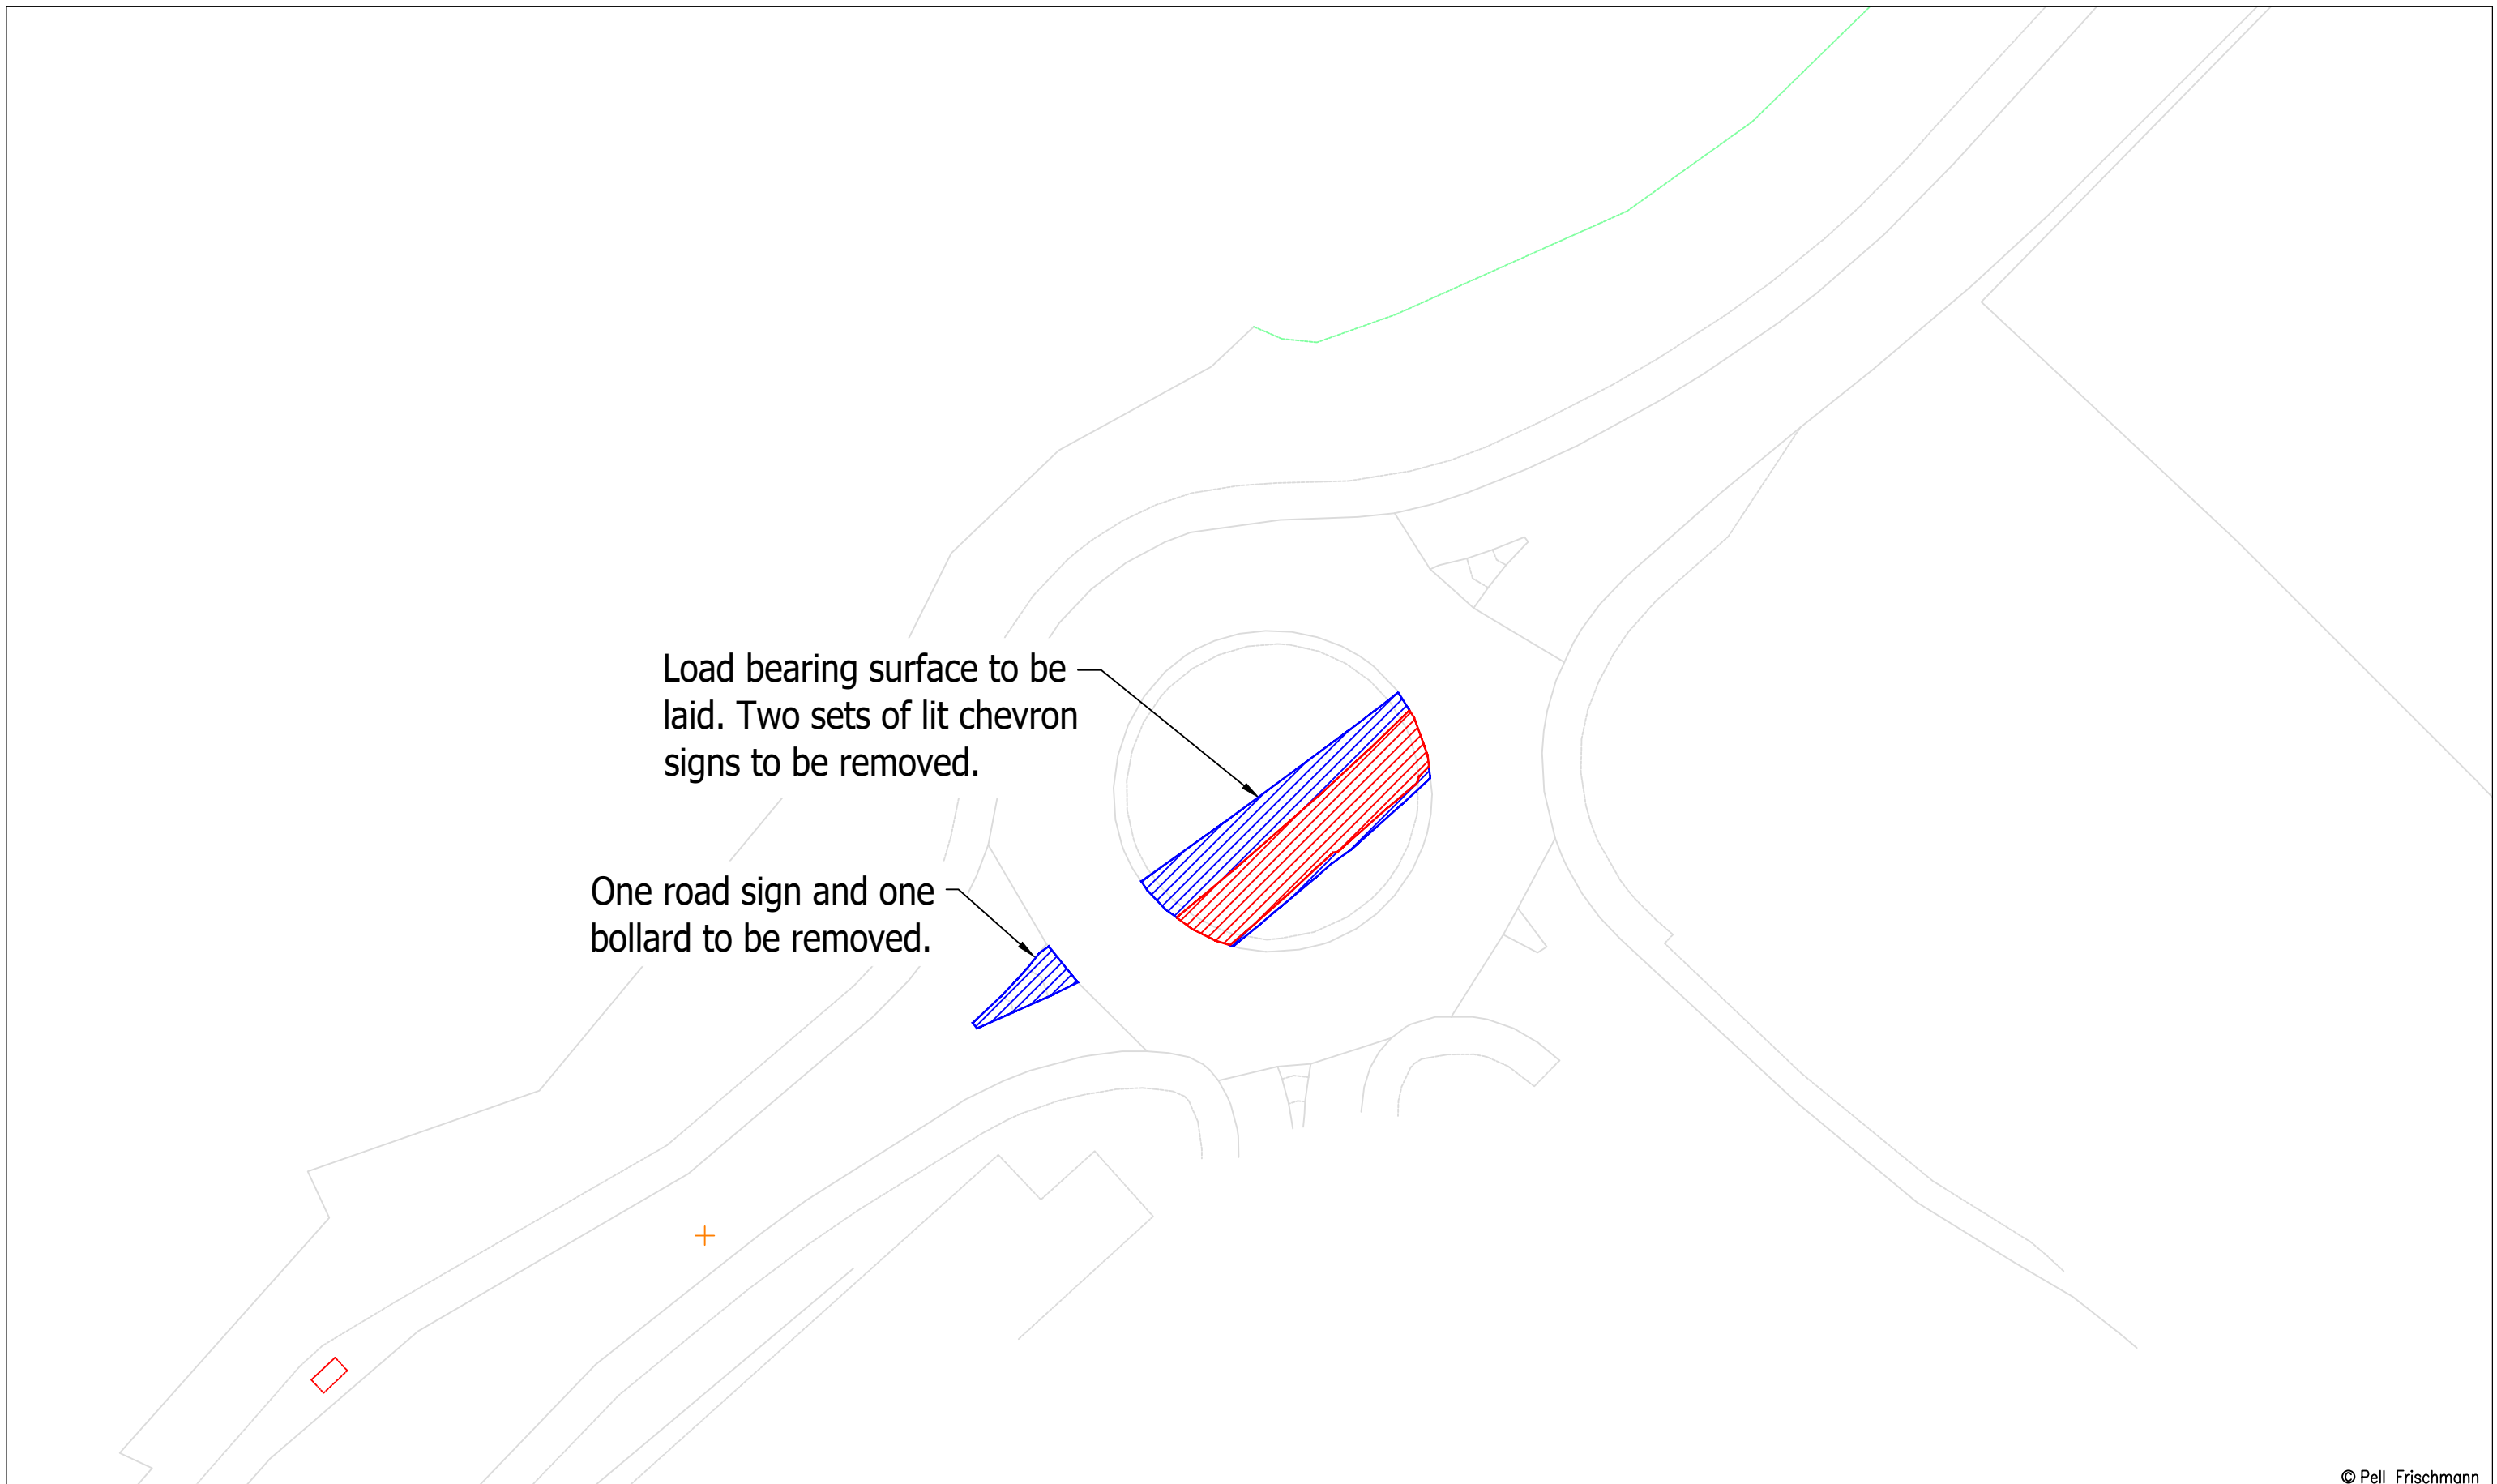 Load bearing surface to be
laid. Two sets of lit chevron
signs to be removed.
One road sign and one
bollard to be removed.
© Pell Frischmann